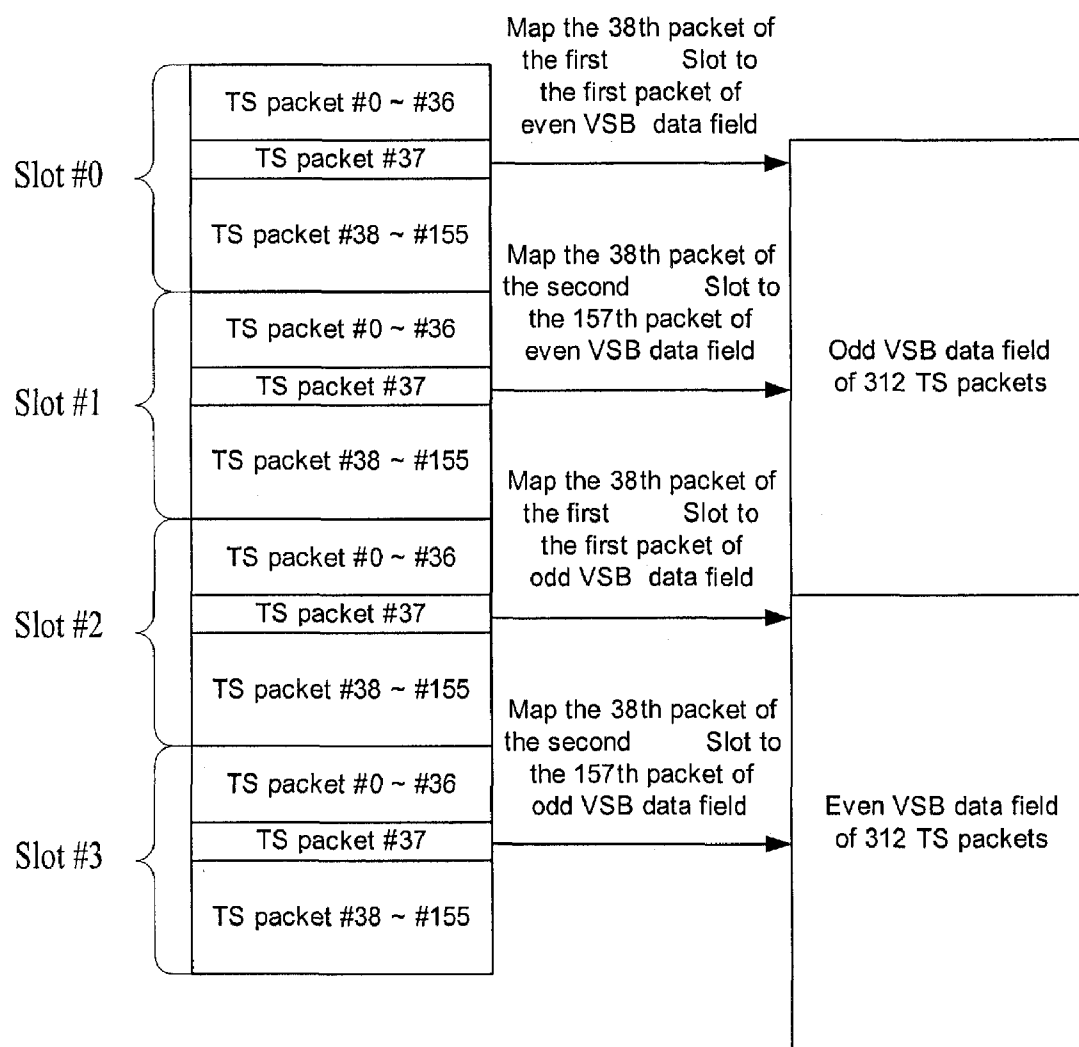 Map the 38th packet of
the first Slot to
the first packet of
even VSB data field
Slot #0
TS packet #0 ~ #36
TS packet #37
TS packet #38 ~ #155
Map the 38th packet of
the second Slot to
the 157th packet of
even VSB data field
Slot #1
TS packet #0 ~ #36
TS packet #37
TS packet #38 ~ #155
Odd VSB data field
of 312 TS packets
Map the 38th packet of
the first Slot to
the first packet of
odd VSB data field
Slot #2
TS packet #0 ~ #36
TS packet #37
TS packet #38 ~ #155
Map the 38th packet of
the second Slot to
the 157th packet of
odd VSB data field
Slot #3
TS packet #0 ~ #36
TS packet #37
TS packet #38 ~ #155
Even VSB data field
of 312 TS packets